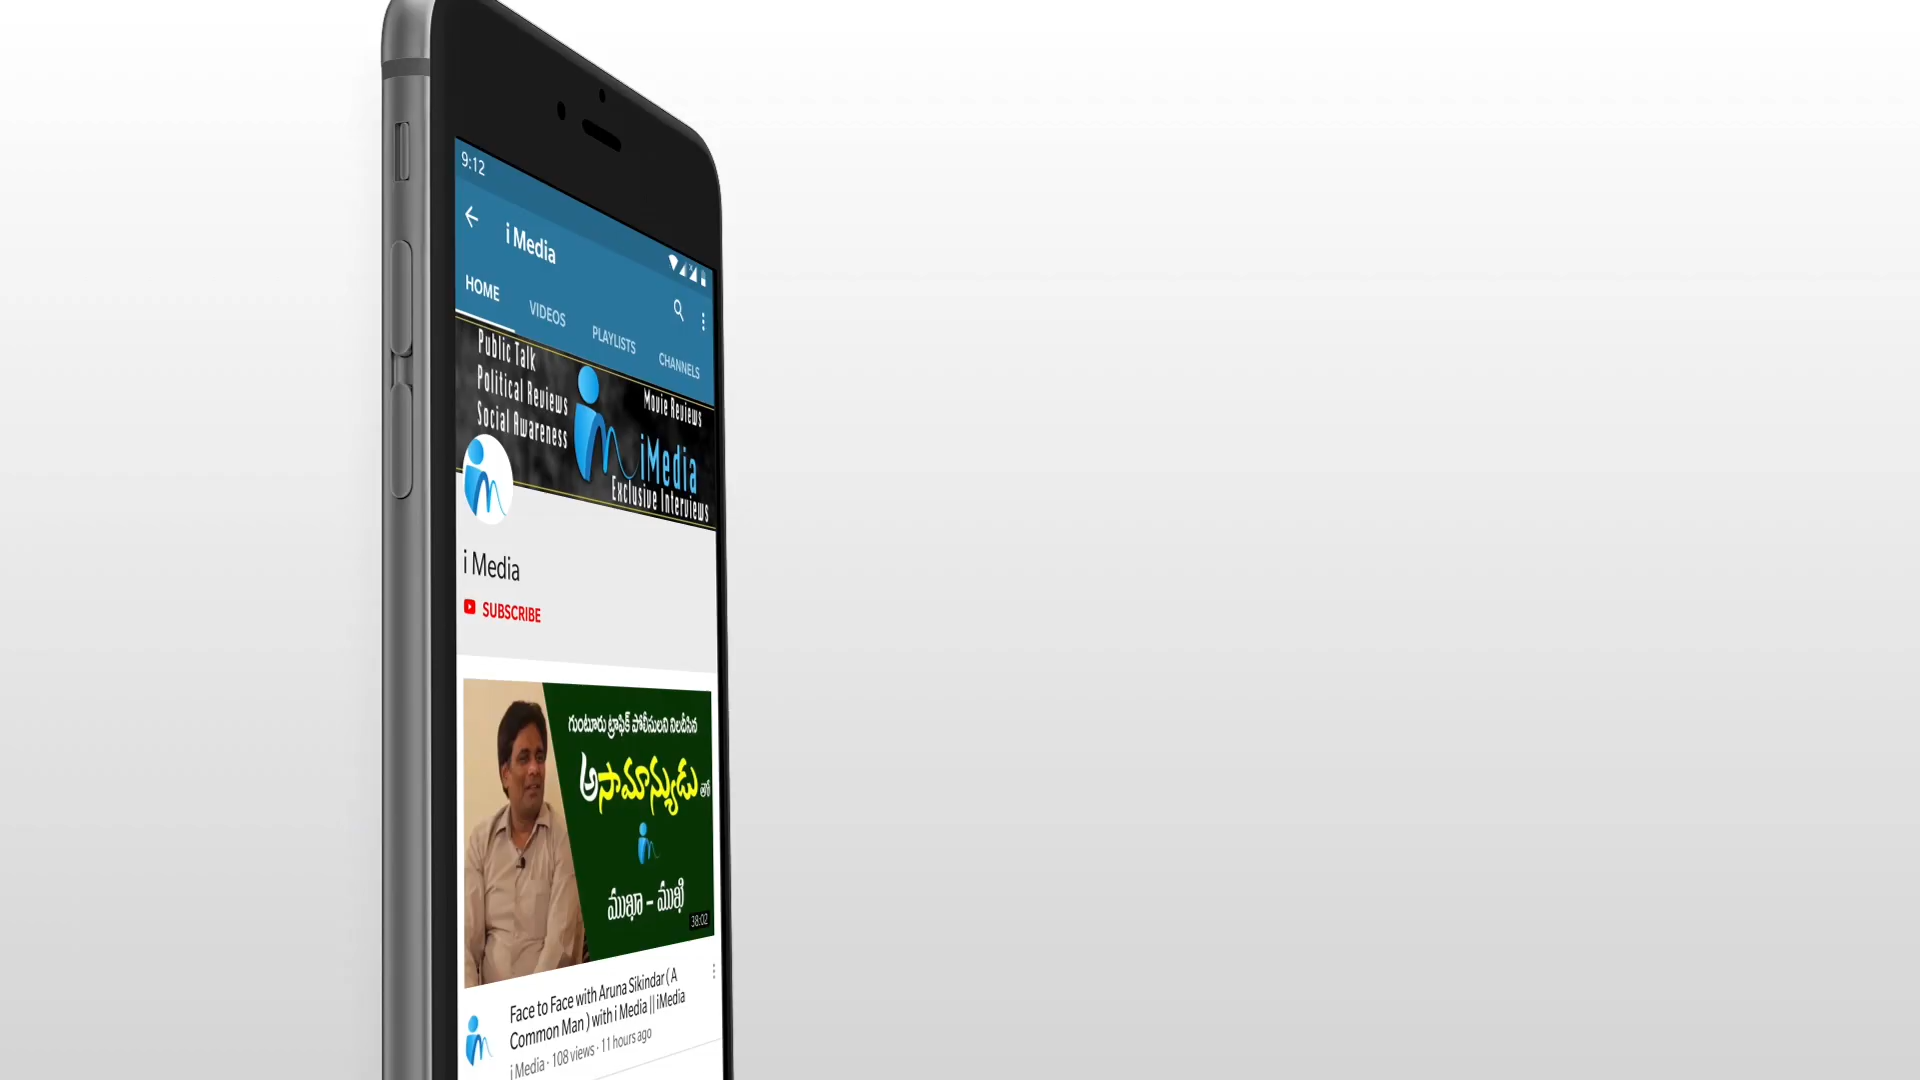 9:12
i Media
HOME
VIDEOS
PLAYLISTS
CHANNELS
Public Talk
Political Reviews
Social Awareness
Movie Reviews
iMedia
Exclusive Interviews
i Media
SUBSCRIBE
గుంటూరు ట్రాఫిక్ పోలీసులని నిలదీసిన
అసామాన్యుడు తో
ముఖా - ముఖి
38:02
Face to Face with Aruna Sikindar ( A
Common Man ) with i Media || iMedia
i Media · 108 views · 11 hours ago